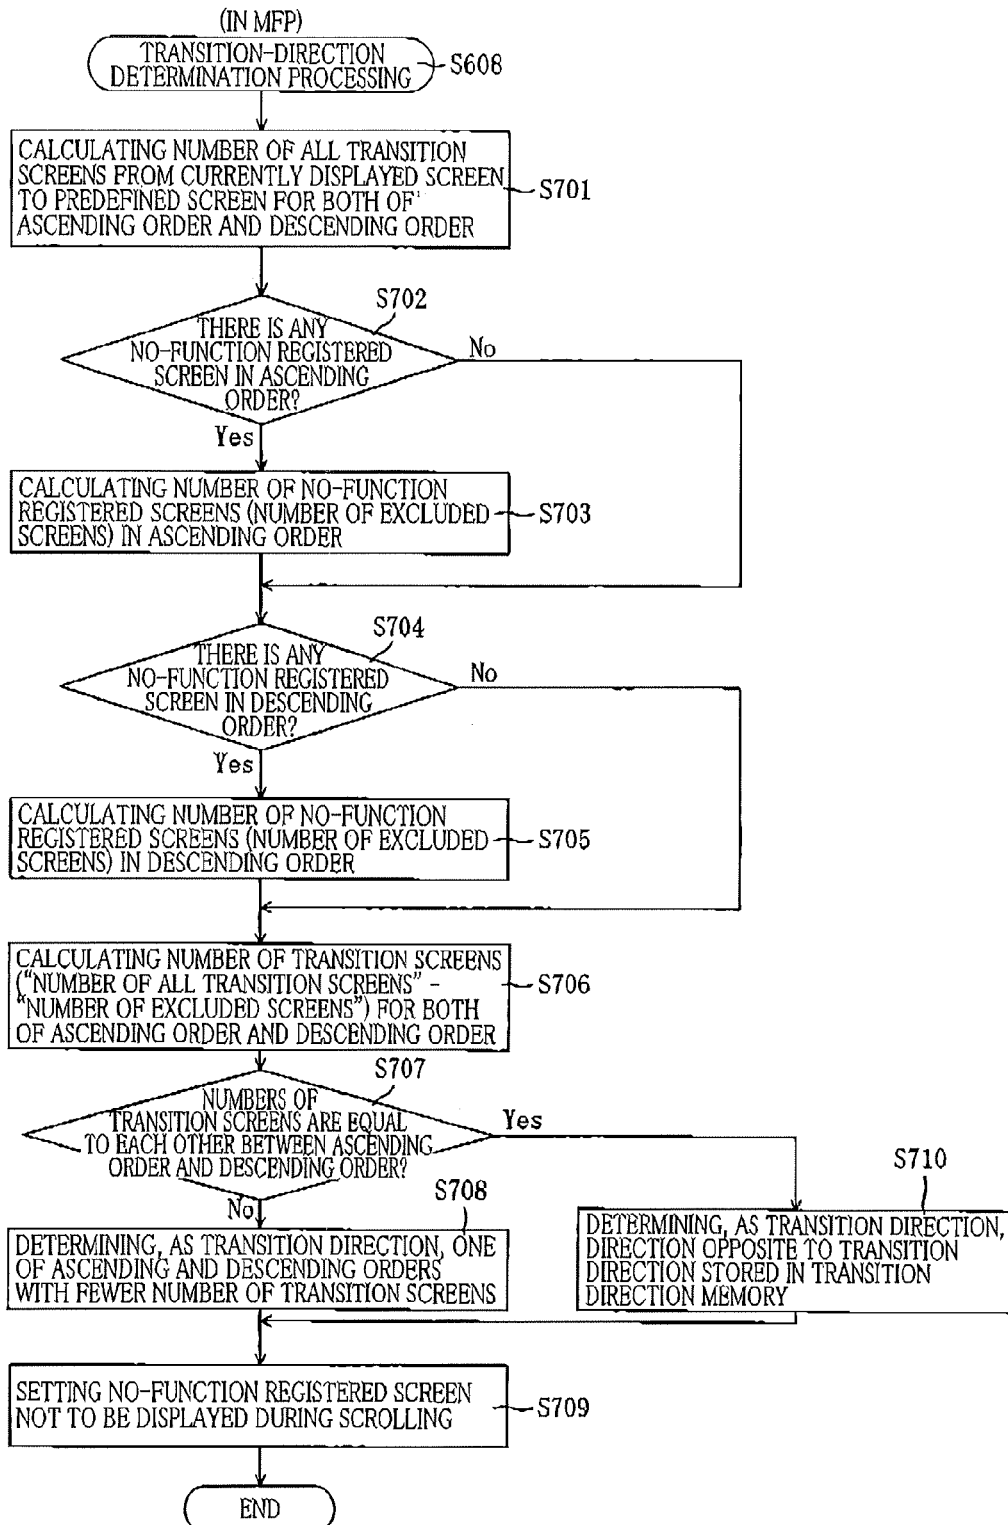 (IN MFP)
TRANSITION-DIRECTION
DETERMINATION PROCESSING
S608
CALCULATING NUMBER OF ALL TRANSITION
SCREENS FROM CURRENTLY DISPLAYED SCREEN
TO PREDEFINED SCREEN FOR BOTH OF
ASCENDING ORDER AND DESCENDING ORDER
S701
S702
THERE IS ANY
NO-FUNCTION REGISTERED
SCREEN IN ASCENDING
ORDER?
No
Yes
CALCULATING NUMBER OF NO-FUNCTION
REGISTERED SCREENS (NUMBER OF EXCLUDED
SCREENS) IN ASCENDING ORDER
S703
S704
THERE IS ANY
NO-FUNCTION REGISTERED
SCREEN IN DESCENDING
ORDER?
No
Yes
CALCULATING NUMBER OF NO-FUNCTION
REGISTERED SCREENS (NUMBER OF EXCLUDED
SCREENS) IN DESCENDING ORDER
S705
CALCULATING NUMBER OF TRANSITION SCREENS
("NUMBER OF ALL TRANSITION SCREENS" -
"NUMBER OF EXCLUDED SCREENS") FOR BOTH
OF ASCENDING ORDER AND DESCENDING ORDER
S706
S707
NUMBERS OF
TRANSITION SCREENS ARE EQUAL
TO EACH OTHER BETWEEN ASCENDING
ORDER AND DESCENDING ORDER?
Yes
No
S708
DETERMINING, AS TRANSITION DIRECTION, ONE
OF ASCENDING AND DESCENDING ORDERS
WITH FEWER NUMBER OF TRANSITION SCREENS
S710
DETERMINING, AS TRANSITION DIRECTION,
DIRECTION OPPOSITE TO TRANSITION
DIRECTION STORED IN TRANSITION
DIRECTION MEMORY
SETTING NO-FUNCTION REGISTERED SCREEN
NOT TO BE DISPLAYED DURING SCROLLING
S709
END